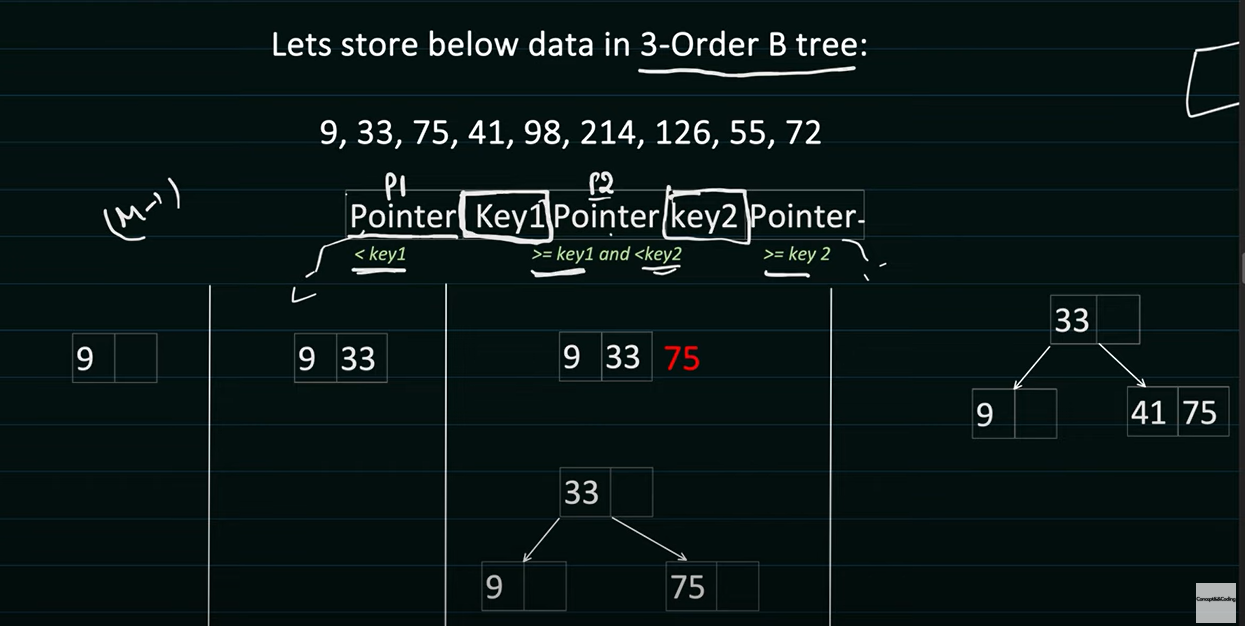 Lets store below data in 3-Order B tree:
9, 33, 75, 41, 98, 214, 126, 55, 72
(M-1)
P1 P2
Pointer Key1 Pointer key2 Pointer
< key1 >= key1 and <key2 >= key 2
33
9 9 33 9 33 75
9 41 75
33
9 75
Concept&&Coding